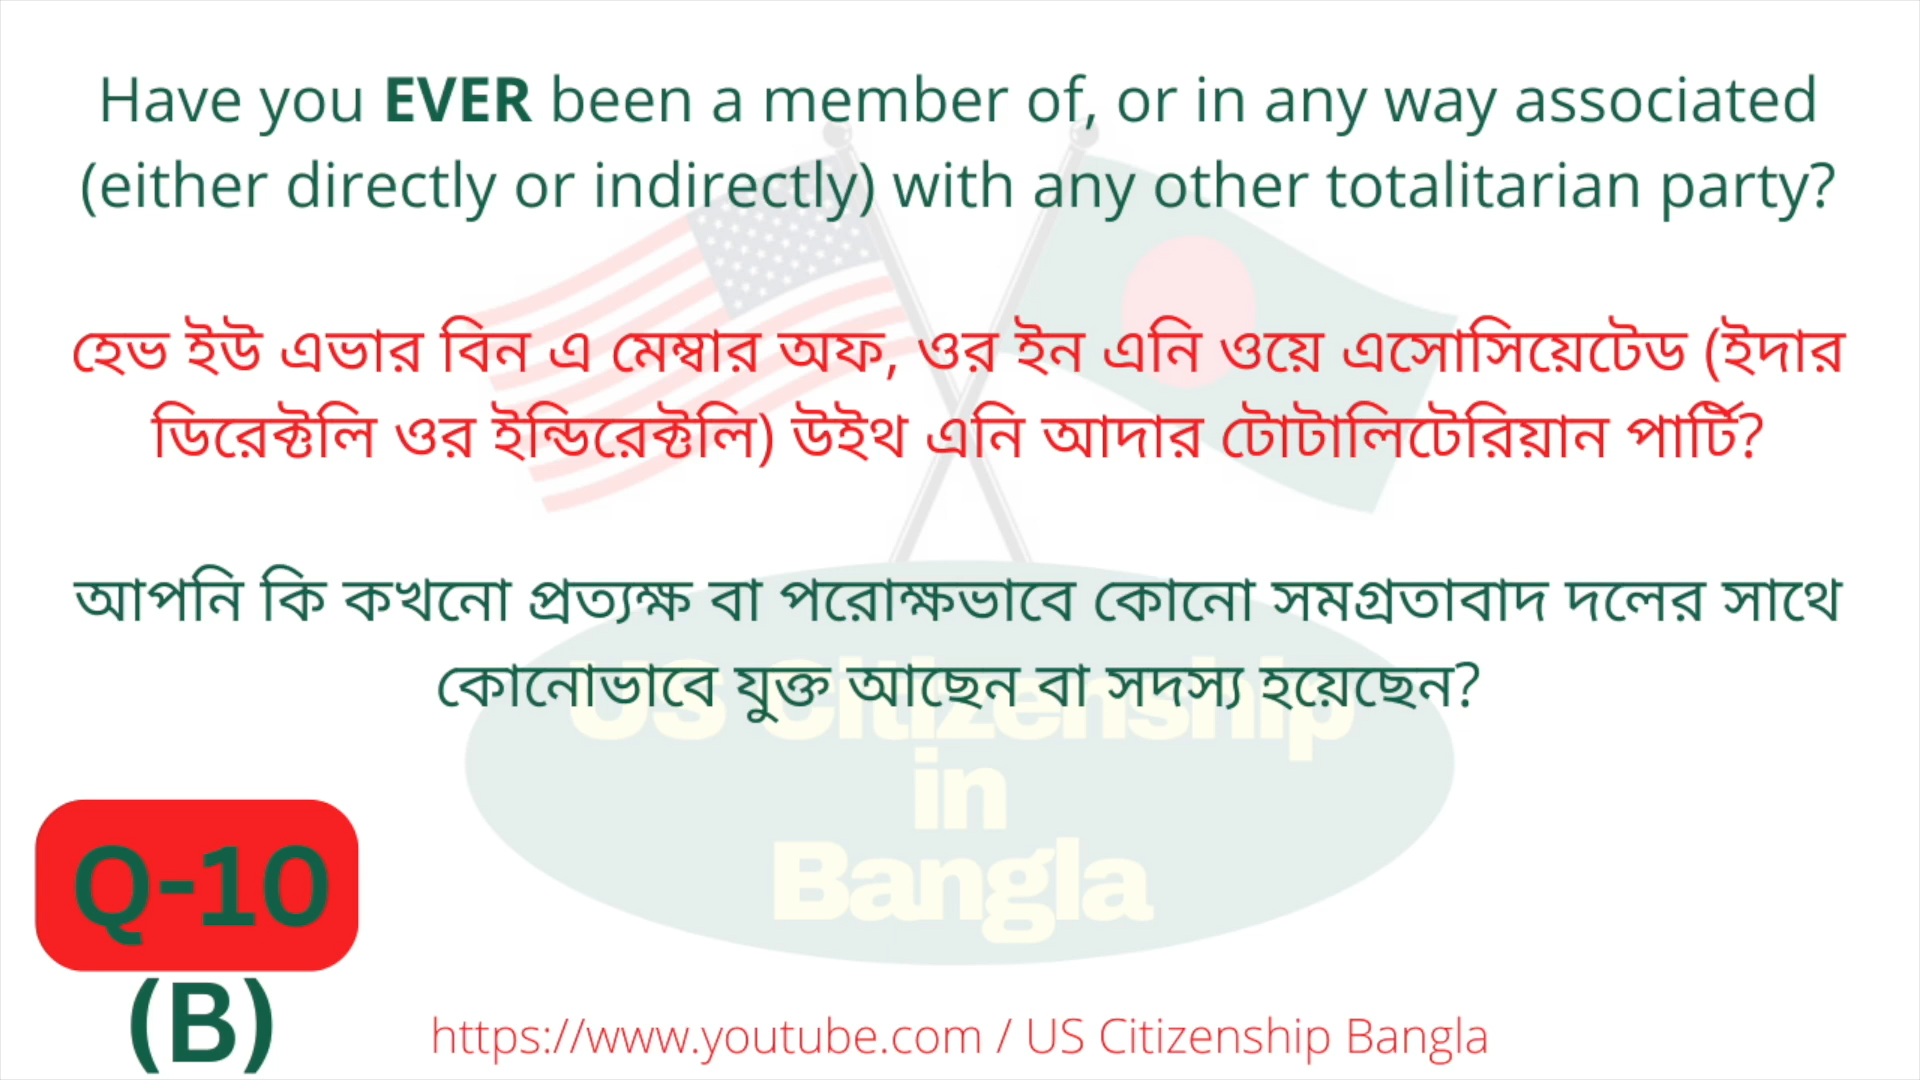 Have you EVER been a member of, or in any way associated
(either directly or indirectly) with any other totalitarian party?
হেভ ইউ এভার বিন এ মেম্বার অফ, ওর ইন এনি ওয়ে এসোসিয়েটেড (ইদার
ডিরেক্টলি ওর ইন্ডিরেক্টলি) উইথ এনি আদার টোটালিটেরিয়ান পার্টি?
আপনি কি কখনো প্রত্যক্ষ বা পরোক্ষভাবে কোনো সমগ্রতাবাদ দলের সাথে
কোনোভাবে যুক্ত আছেন বা সদস্য হয়েছেন?
US Citizenship
in
Bangla
Q-10
(B)
https://www.youtube.com / US Citizenship Bangla